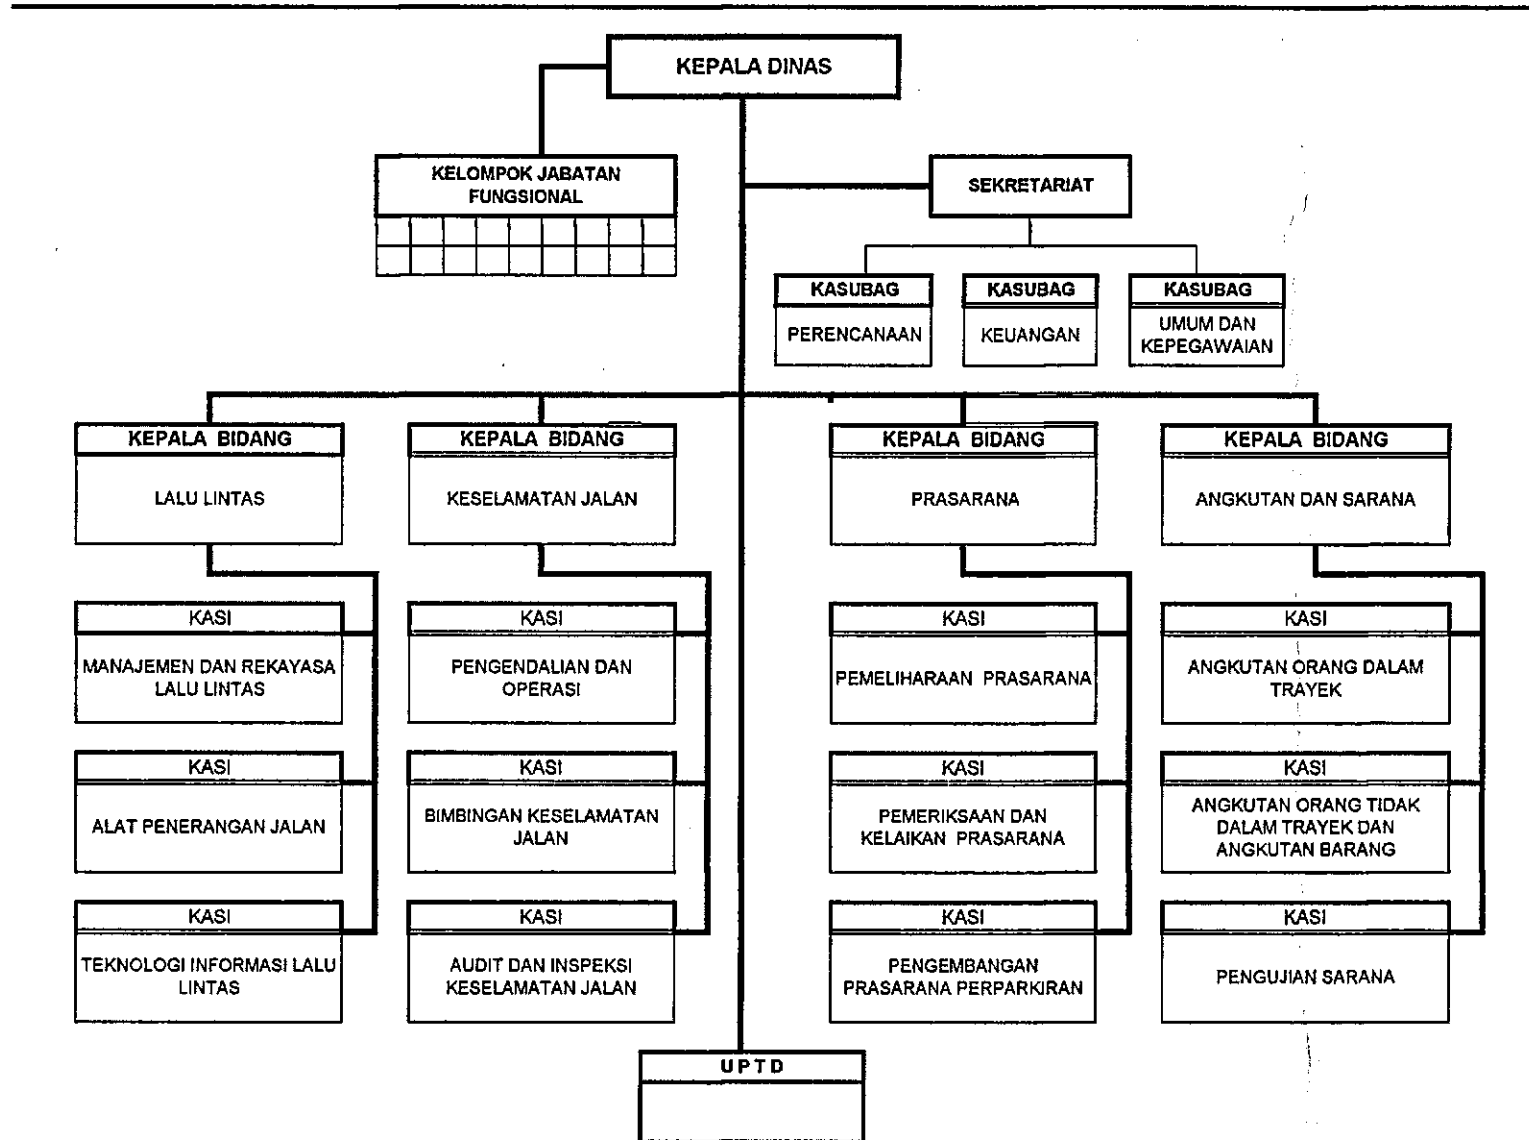 KEPALA DINAS
KELOMPOK JABATAN
FUNGSIONAL
SEKRETARIAT
KASUBAG
PERENCANAAN
KASUBAG
KEUANGAN
KASUBAG
UMUM DAN
KEPEGAWAIAN
KEPALA BIDANG
LALU LINTAS
KEPALA BIDANG
KESELAMATAN JALAN
KEPALA BIDANG
PRASARANA
KEPALA BIDANG
ANGKUTAN DAN SARANA
KASI
MANAJEMEN DAN REKAYASA
LALU LINTAS
KASI
PENGENDALIAN DAN
OPERASI
KASI
PEMELIHARAAN PRASARANA
KASI
ANGKUTAN ORANG DALAM
TRAYEK
KASI
ALAT PENERANGAN JALAN
KASI
BIMBINGAN KESELAMATAN
JALAN
KASI
PEMERIKSAAN DAN
KELAIKAN PRASARANA
KASI
ANGKUTAN ORANG TIDAK
DALAM TRAYEK DAN
ANGKUTAN BARANG
KASI
TEKNOLOGI INFORMASI LALU
LINTAS
KASI
AUDIT DAN INSPEKSI
KESELAMATAN JALAN
KASI
PENGEMBANGAN
PRASARANA PERPARKIRAN
KASI
PENGUJIAN SARANA
UPTD